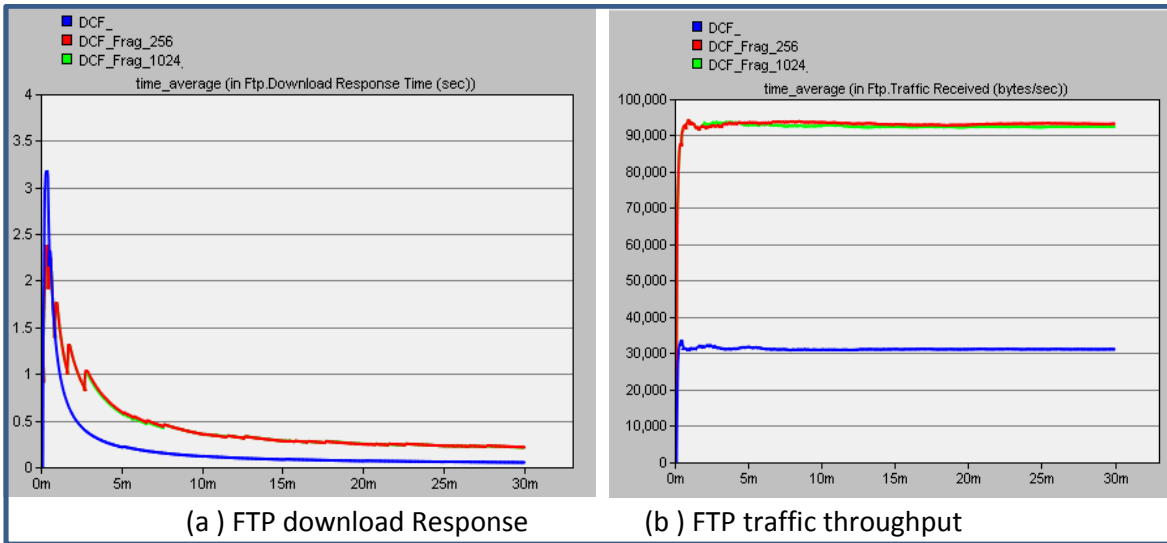 DCF_
DCF_Frag_256
DCF_Frag_1024
time_average (in Ftp.Download Response Time (sec))
4
3.5
3
2.5
2
1.5
1
0.5
0
0m
5m
10m
15m
20m
25m
30m
(a ) FTP download Response
DCF_
DCF_Frag_256
DCF_Frag_1024
time_average (in Ftp.Traffic Received (bytes/sec))
100,000
90,000
80,000
70,000
60,000
50,000
40,000
30,000
20,000
10,000
0
0m
5m
10m
15m
20m
25m
30m
(b ) FTP traffic throughput